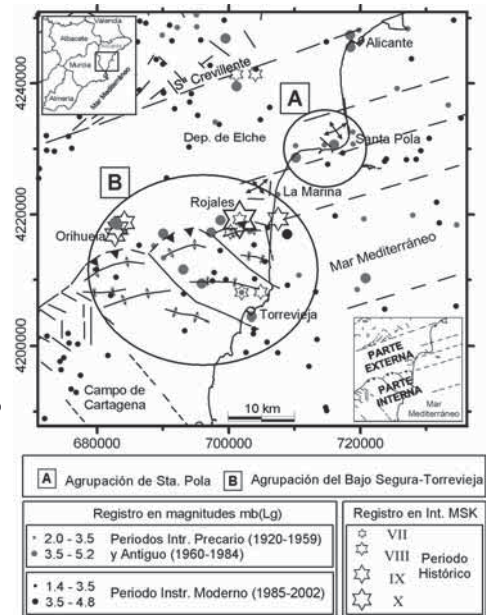 Albacete
Valencia
Alicante
Murcia
Almería
Mar Mediterráneo
4240000
4220000
4200000
Sª Crevillente
Alicante
A
Dep. de Elche
Santa Pola
B
La Marina
Rojales
Orihuela
Mar Mediterráneo
Torrevieja
Campo de
Cartagena
10 km
PARTE
EXTERNA
PARTE
INTERNA
Mar
Mediterráneo
680000
700000
720000
A Agrupación de Sta. Pola
B Agrupación del Bajo Segura-Torrevieja
Registro en magnitudes mb(Lg)
2.0 - 3.5
3.5 - 5.2
Periodos Intr. Precario (1920-1959)
y Antiguo (1960-1984)
1.4 - 3.5
3.5 - 4.8
Periodo Instr. Moderno (1985-2002)
Registro en Int. MSK
VII
VIII
IX
X
Periodo
Histórico